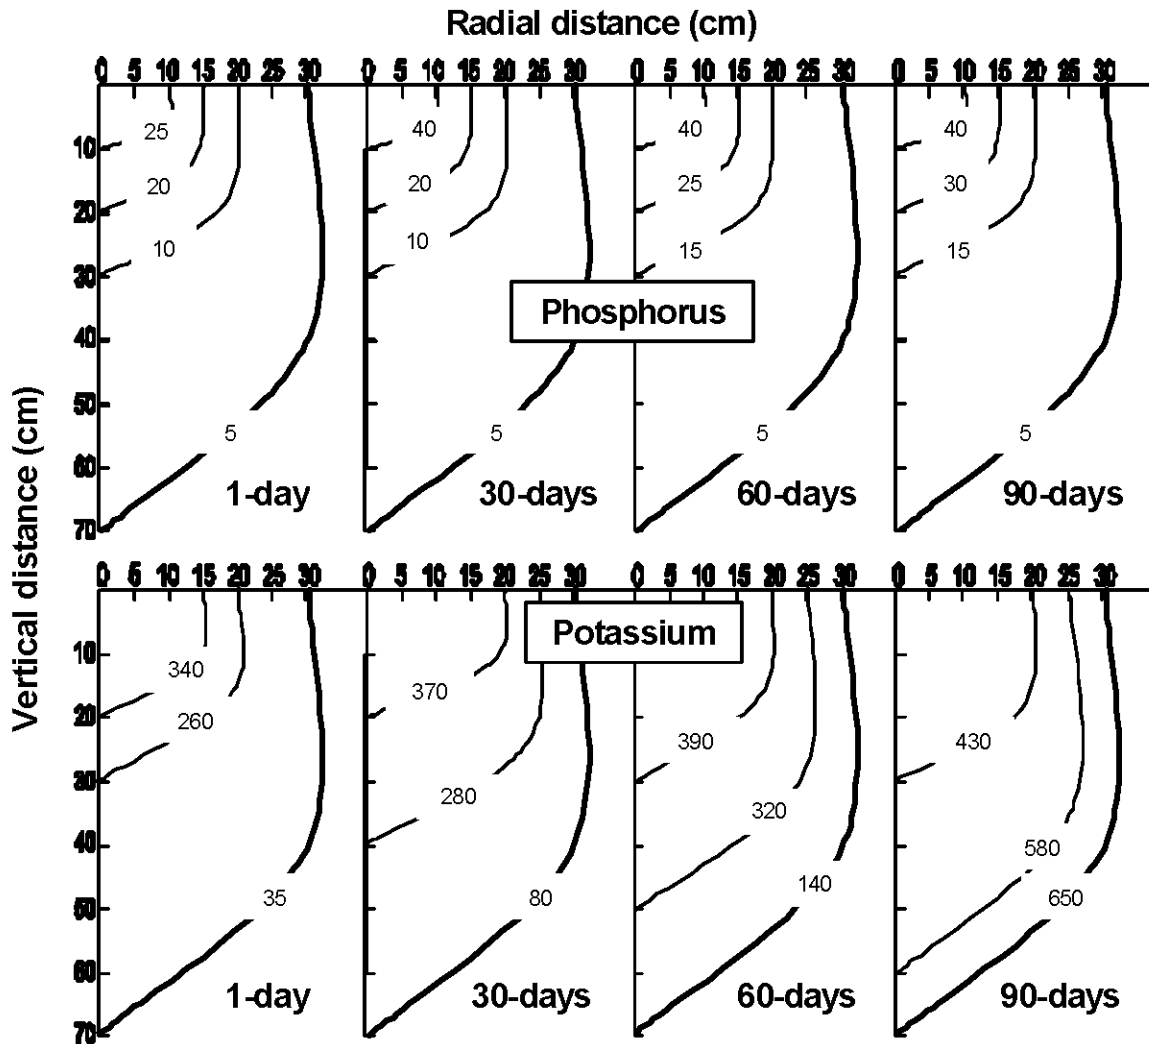 Radial distance (cm)
0 5 10 15 20 25 30 0 5 10 15 20 25 30 0 5 10 15 20 25 30 0 5 10 15 20 25 30
25 40 40 40
10
20 20 25 30
20
10 10 15 15
30
Phosphorus
40
50
5 5 5 5
60
1-day 30-days 60-days 90-days
70
Vertical distance (cm)
0 5 10 15 20 25 30 0 5 10 15 20 25 30 0 5 10 15 20 25 30 0 5 10 15 20 25 30
Potassium
10
340 370
20
260 390 430
30
280 320
40
580
35 80 140 650
50
60
1-day 30-days 60-days 90-days
70